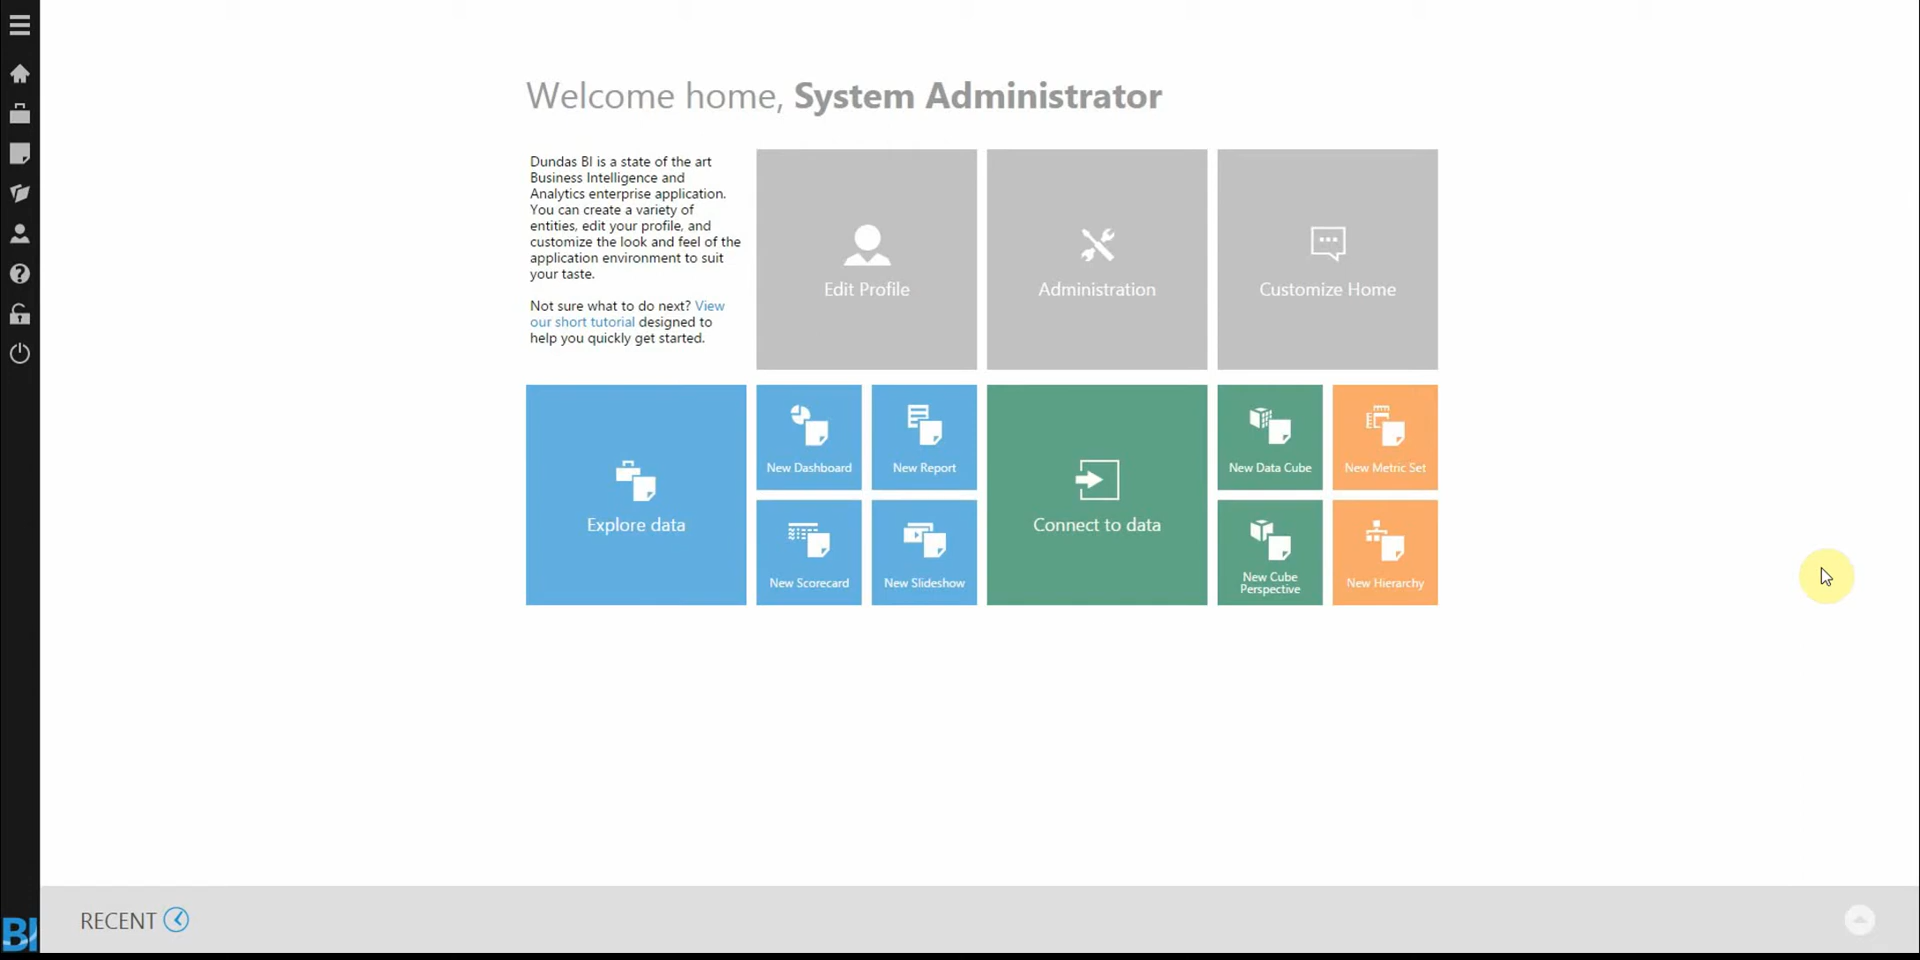 Welcome home, System Administrator
Dundas BI is a state of the art
Business Intelligence and
Analytics enterprise application.
You can create a variety of
entities, edit your profile, and
customize the look and feel of the
application environment to suit
your taste.
Not sure what to do next? View
our short tutorial designed to
help you quickly get started.
Edit Profile
Administration
Customize Home
Explore data
New Dashboard
New Report
New Scorecard
New Slideshow
Connect to data
New Data Cube
New Metric Set
New Cube
Perspective
New Hierarchy
RECENT
BI